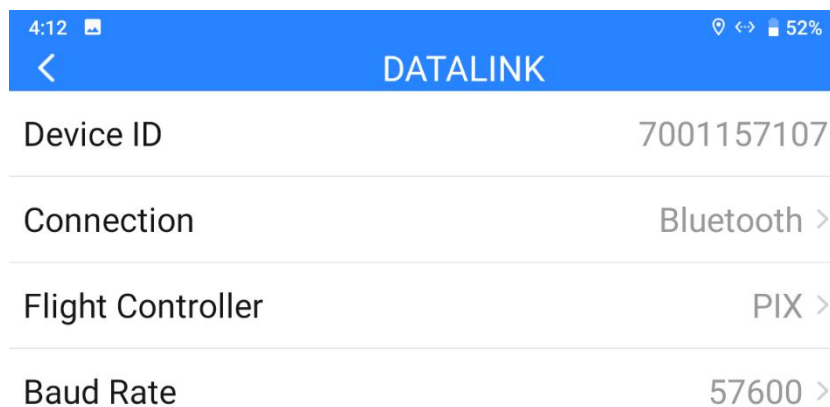 4:12 52%
DATALINK
Device ID 7001157107
Connection Bluetooth
Flight Controller PIX
Baud Rate 57600